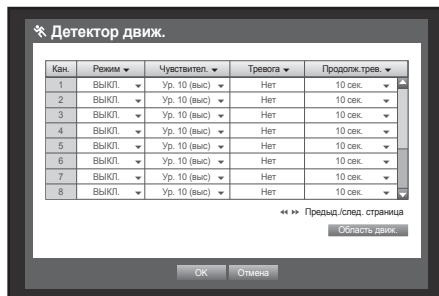 Детектор движ.
Кан. Режим Чувствител. Тревога Продолж.трев.
1 ВЫКЛ. Ур. 10 (выс) Нет 10 сек.
2 ВЫКЛ. Ур. 10 (выс) Нет 10 сек.
3 ВЫКЛ. Ур. 10 (выс) Нет 10 сек.
4 ВЫКЛ. Ур. 10 (выс) Нет 10 сек.
5 ВЫКЛ. Ур. 10 (выс) Нет 10 сек.
6 ВЫКЛ. Ур. 10 (выс) Нет 10 сек.
7 ВЫКЛ. Ур. 10 (выс) Нет 10 сек.
8 ВЫКЛ. Ур. 10 (выс) Нет 10 сек.
Предыд./след. страница
Область движ.
OK Отмена